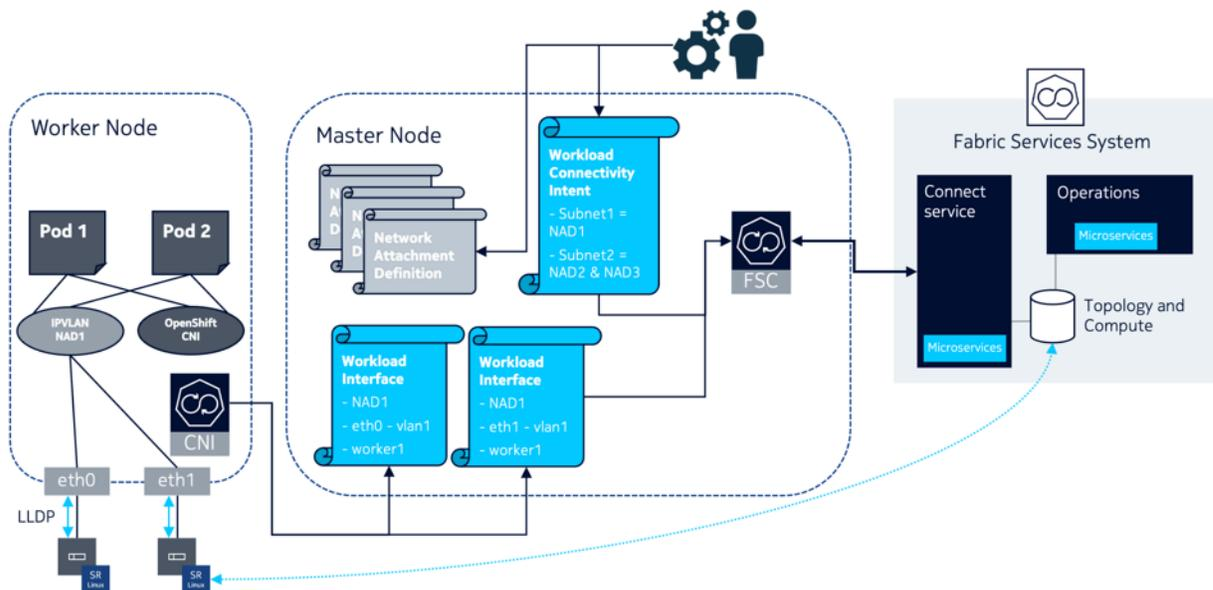 Worker Node
Pod 1
Pod 2
IPVLAN
NAD1
OpenShift
CNI
CNI
eth0
eth1
LLDP
SR
Linux
SR
Linux
Master Node
N
A
D
N
A
D
Network
Attachment
Definition
Workload
Connectivity
Intent
- Subnet1 =
NAD1
- Subnet2 =
NAD2 & NAD3
Workload
Interface
- NAD1
- eth0 - vlan1
- worker1
Workload
Interface
- NAD1
- eth1 - vlan1
- worker1
FSC
Fabric Services System
Connect
service
Microservices
Operations
Microservices
Topology and
Compute